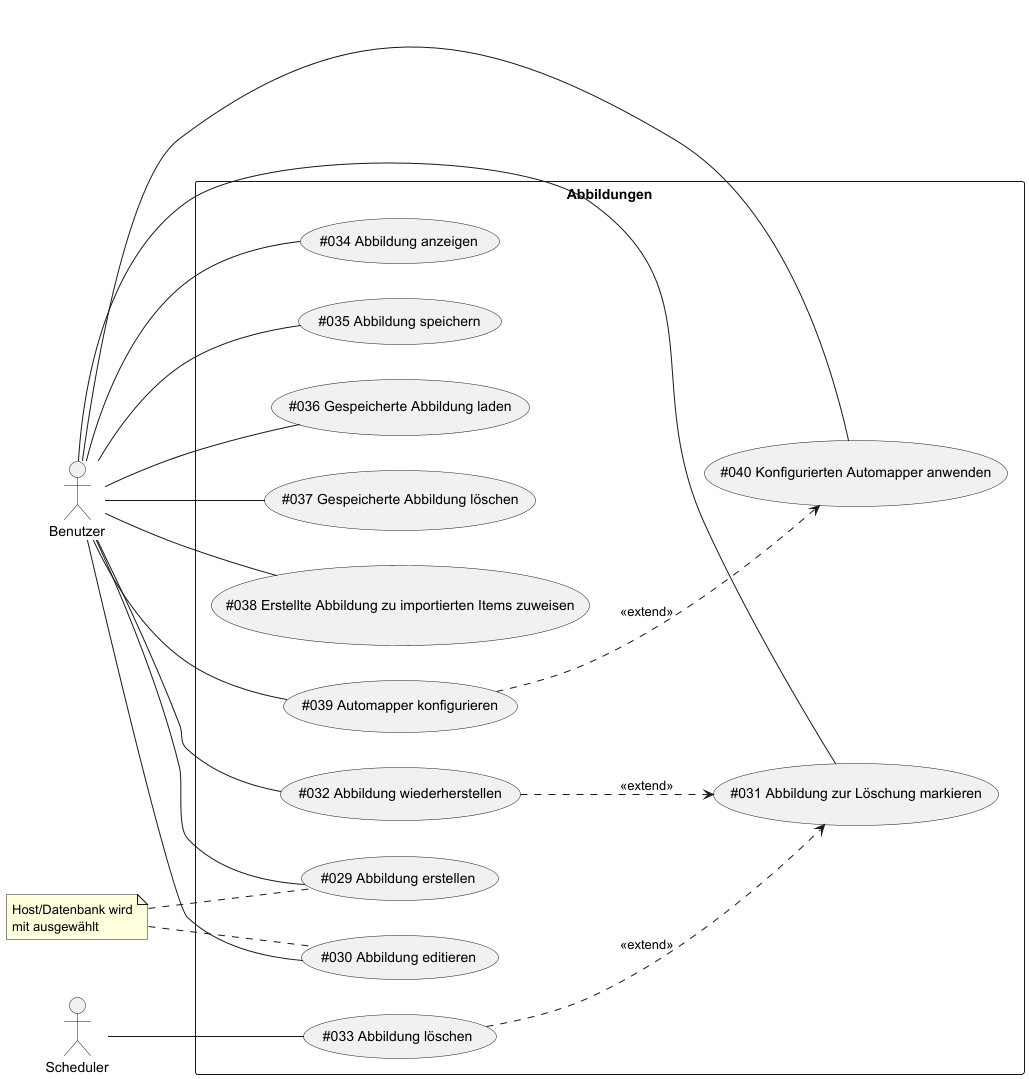 Abbildungen
#034 Abbildung anzeigen
#035 Abbildung speichern
#036 Gespeicherte Abbildung laden
#040 Konfigurierten Automapper anwenden
#037 Gespeicherte Abbildung löschen
Benutzer
#038 Erstellte Abbildung zu importierten Items zuweisen
«extend»
#039 Automapper konfigurieren
«extend»
#032 Abbildung wiederherstellen
#031 Abbildung zur Löschung markieren
#029 Abbildung erstellen
Host/Datenbank wird
mit ausgewählt
«extend»
#030 Abbildung editieren
#033 Abbildung löschen
Scheduler